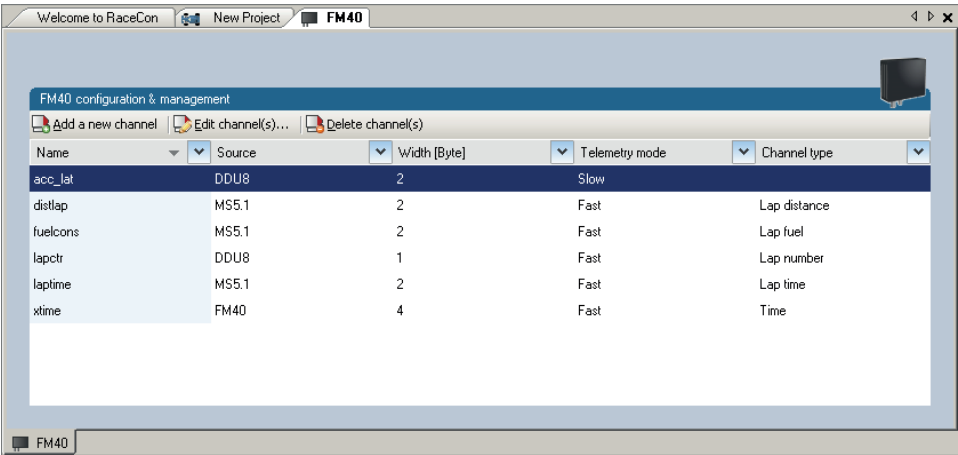 Welcome to RaceCon New Project FM40
FM40 configuration & management
Add a new channel Edit channel(s)... Delete channel(s)
Name Source Width [Byte] Telemetry mode Channel type
acc_lat DDU8 2 Slow
distlap MS5.1 2 Fast Lap distance
fuelcons MS5.1 2 Fast Lap fuel
lapctr DDU8 1 Fast Lap number
laptime MS5.1 2 Fast Lap time
xtime FM40 4 Fast Time
FM40